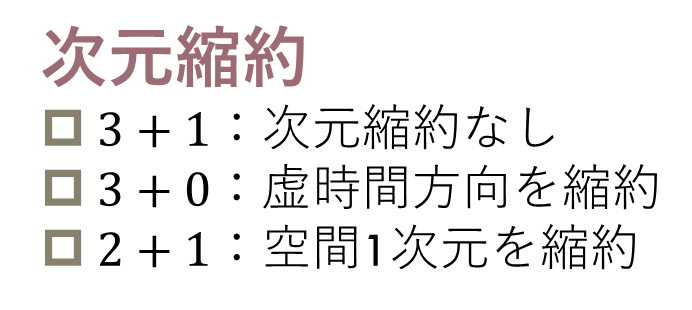 次元縮約
3 + 1：次元縮約なし
3 + 0：虚時間方向を縮約
2 + 1：空間1次元を縮約